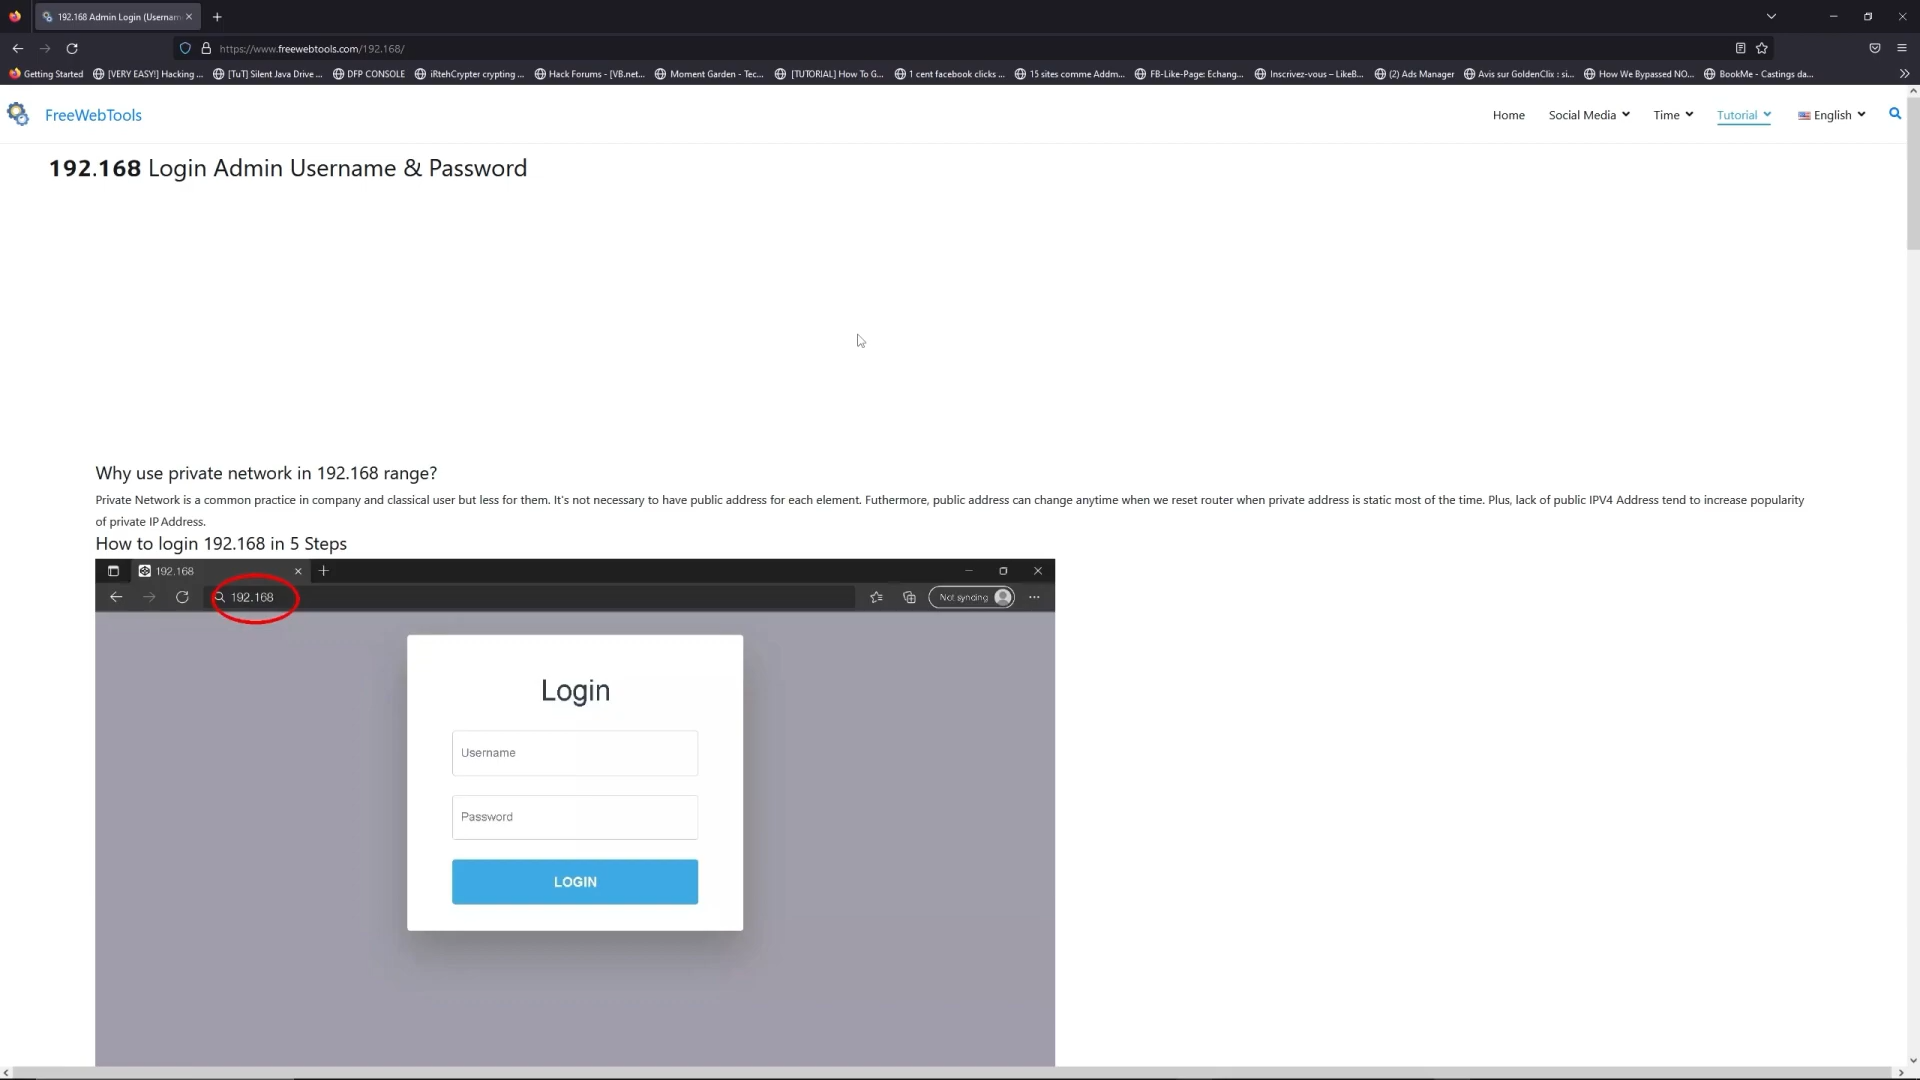 192.168 Admin Login (Usernam
https://www.freewebtools.com/192.168/
Getting Started
[VERY EASY!] Hacking ...
[TuT] Silent Java Drive ...
DFP CONSOLE
iRtehCrypter crypting ...
Hack Forums - [VB.net...
Moment Garden - Tec...
[TUTORIAL] How To G...
1 cent facebook clicks ...
15 sites comme Addm...
FB-Like-Page: Echang...
Inscrivez-vous – LikeB...
(2) Ads Manager
Avis sur GoldenClix : si...
How We Bypassed NO...
BookMe - Castings da...
FreeWebTools
Home
Social Media
Time
Tutorial
English
192.168 Login Admin Username & Password
Why use private network in 192.168 range?
Private Network is a common practice in company and classical user but less for them. It's not necessary to have public address for each element. Futhermore, public address can change anytime when we reset router when private address is static most of the time. Plus, lack of public IPV4 Address tend to increase popularity
of private IP Address.
How to login 192.168 in 5 Steps
192.168
192.168
Not syncing
Login
Username
Password
LOGIN